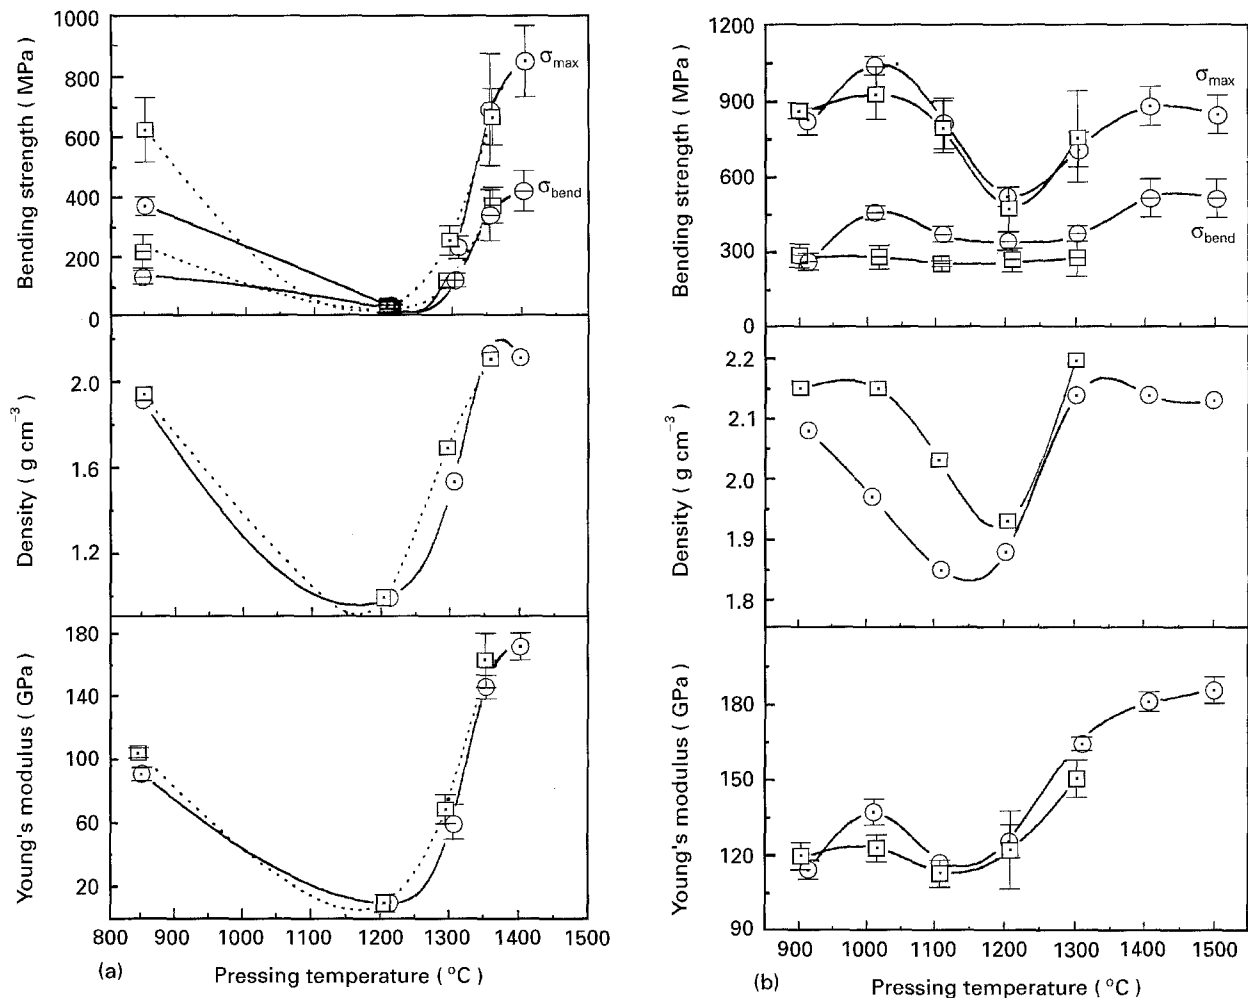 1000
800
600
400
200
0
Bending strength ( MPa)
σmax
σbend
2.0
1.6
1.2
Density ( g cm−3)
180
140
100
60
20
Young's modulus ( GPa)
800 900 1000 1100 1200 1300 1400 1500
(a) Pressing temperature ( °C)
1200
900
600
300
0
Bending strength ( MPa)
σmax
σbend
2.2
2.1
2.0
1.9
1.8
Density ( g cm−3)
180
150
120
90
Young's modulus ( GPa)
900 1000 1100 1200 1300 1400 1500
(b) Pressing temperature ( °C)